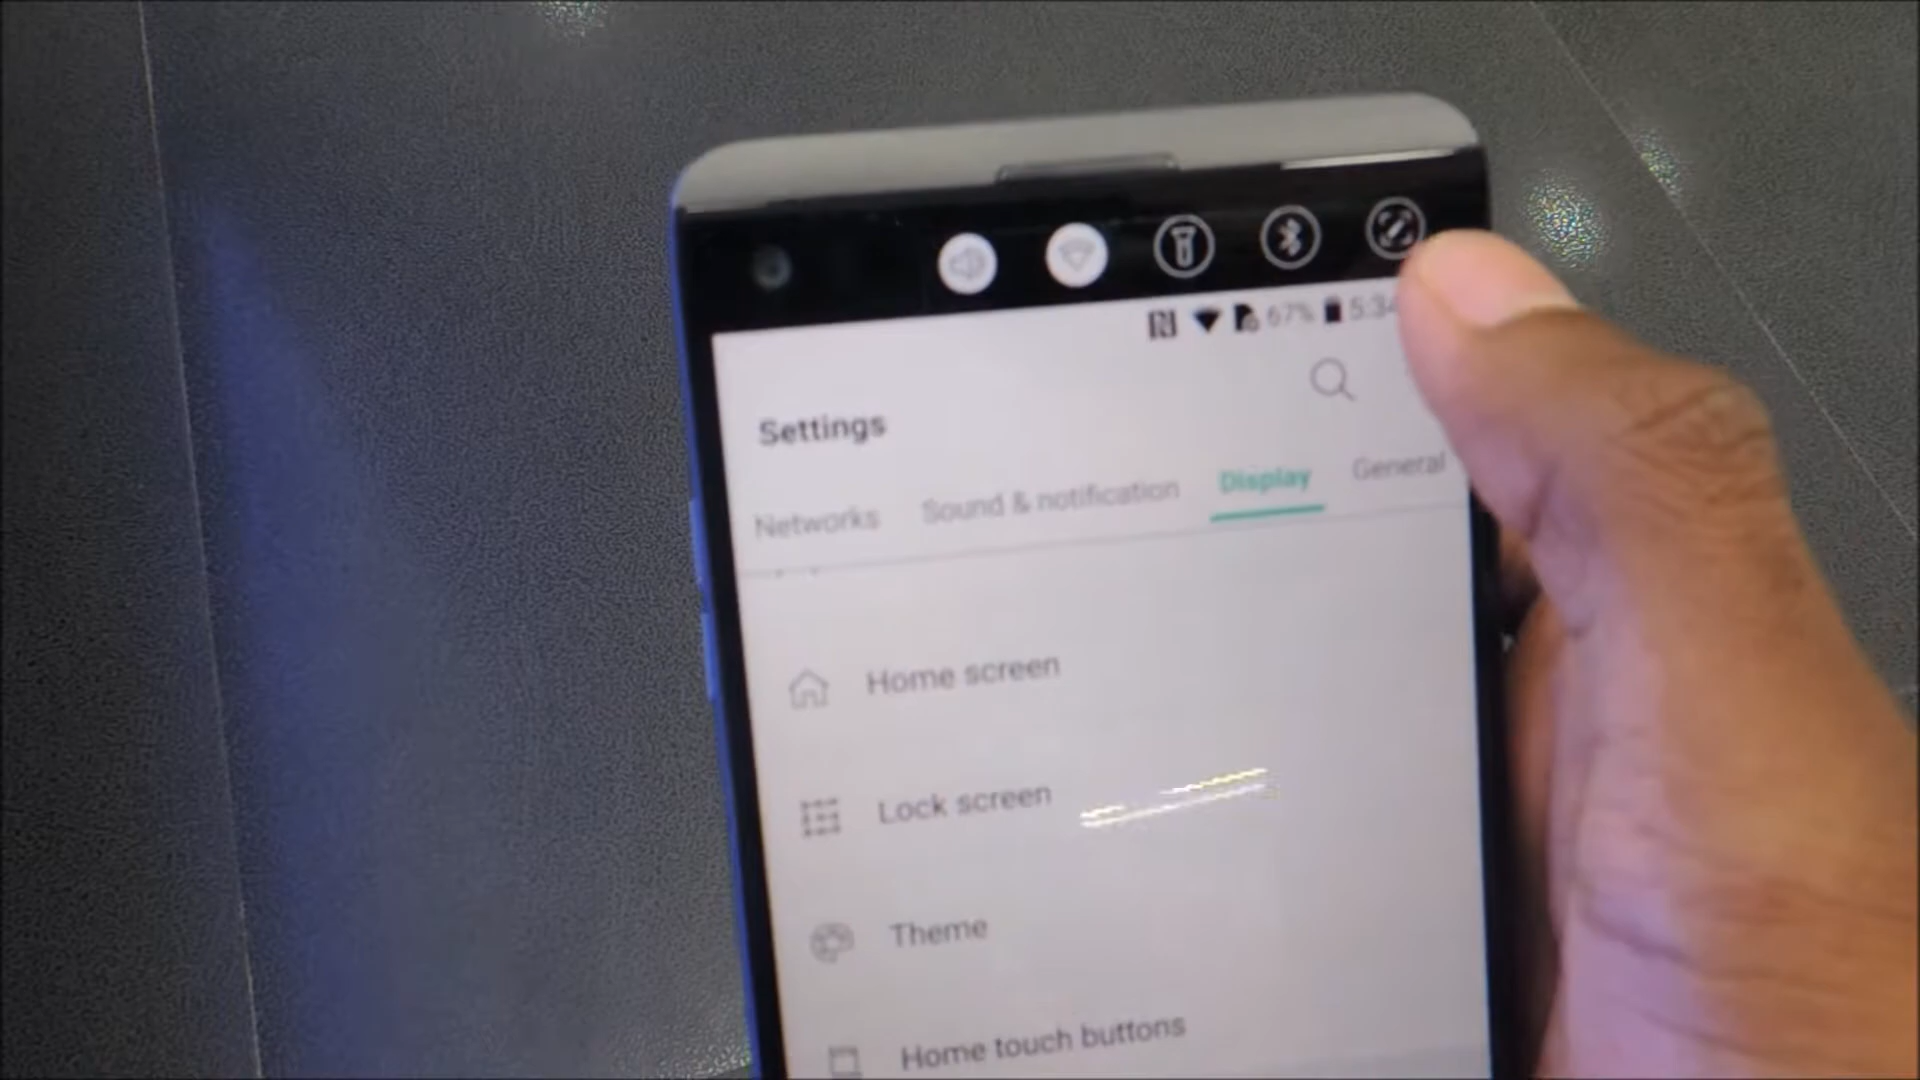 67% 5:34
Settings
Networks Sound & notification Display General
Home screen
Lock screen
Theme
Home touch buttons